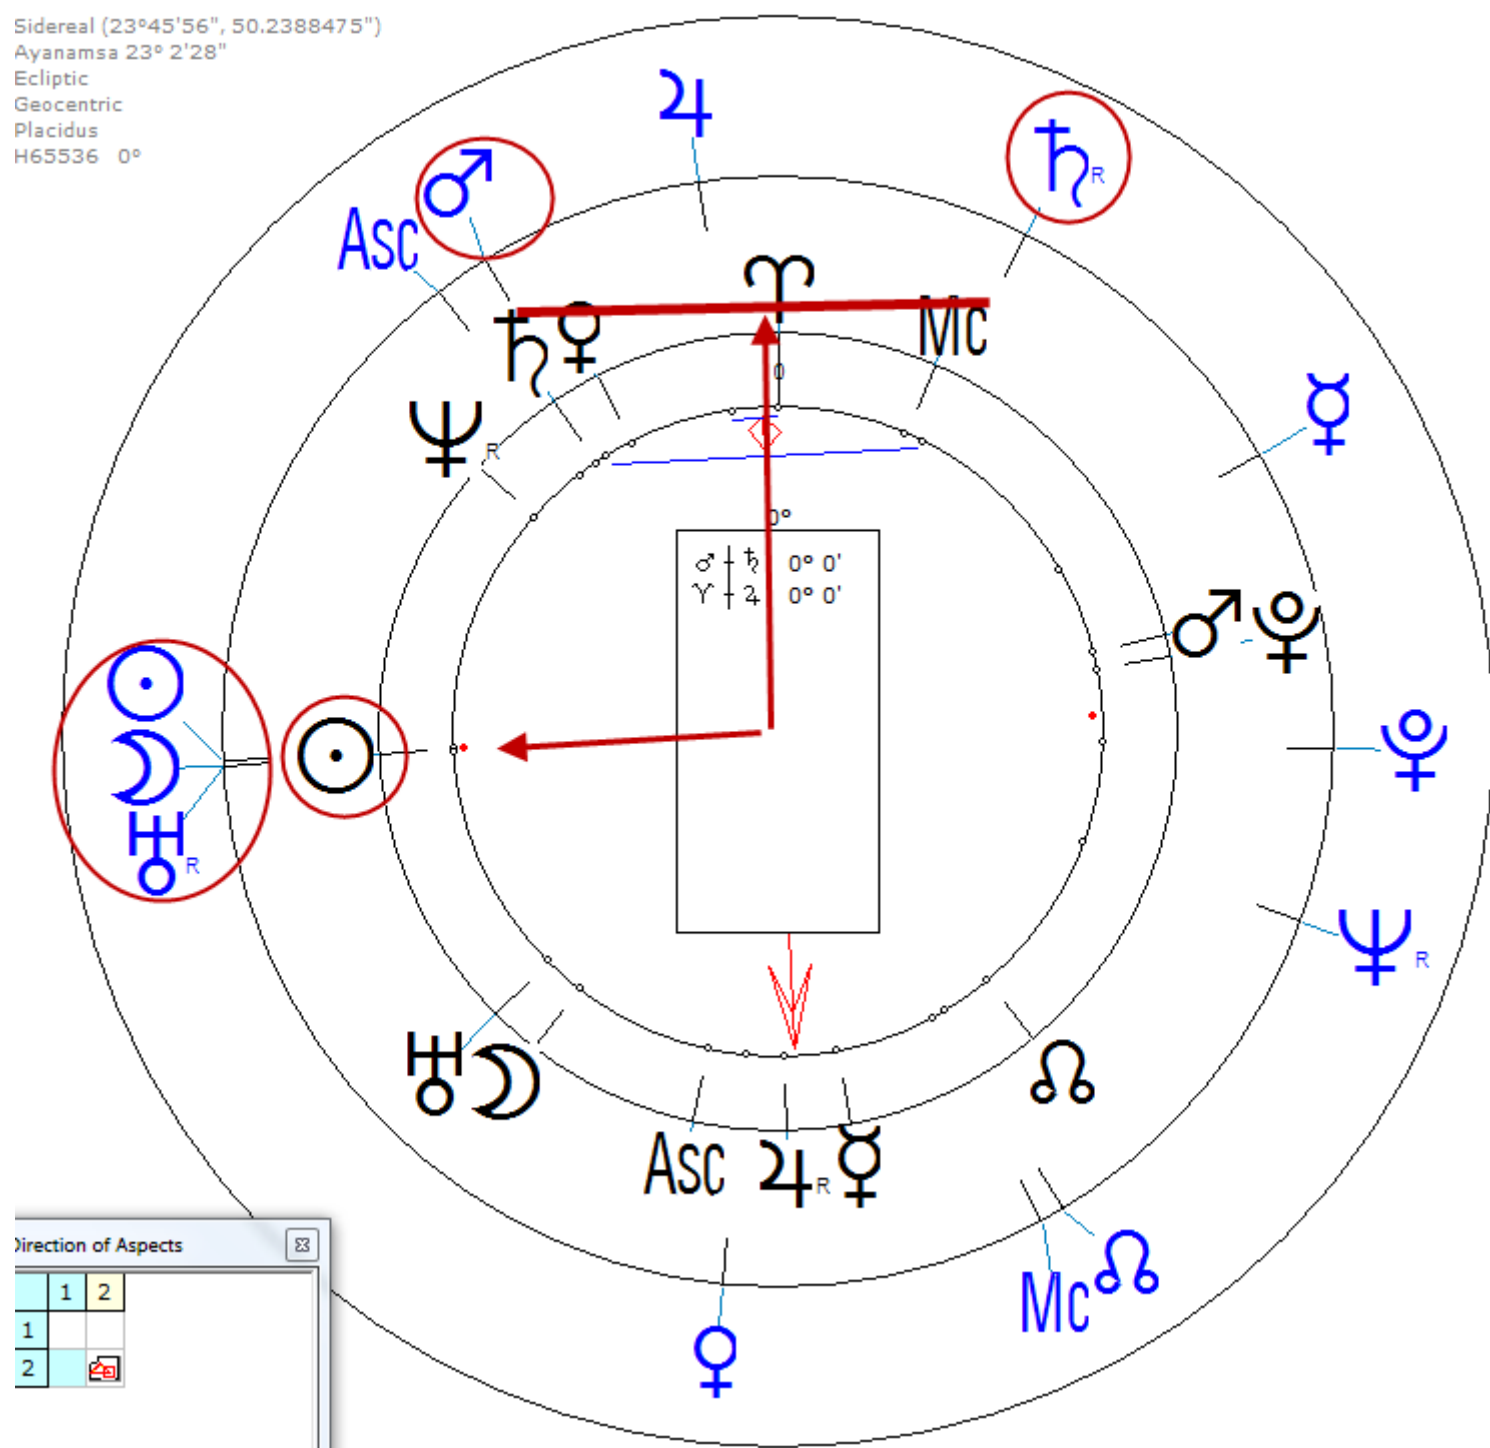 Sidereal (23°45'56", 50.2388475")
Ayanamsa 23° 2'28"
Ecliptic
Geocentric
Placidus
H65536 0°
♃
♄ R
♂
Asc
♈
Mc
♄ ♀
0
☿
♆ R
0°
♂ ┼ ♄ 0° 0'
♈ ┼ ♃ 0° 0'
♂ ♇
☉
☽
♅ R
☉
♇
♆ R
♅ ☽
☊
Asc ♃ R ☿
Mc ☊
♀
Direction of Aspects
1 2
1
2